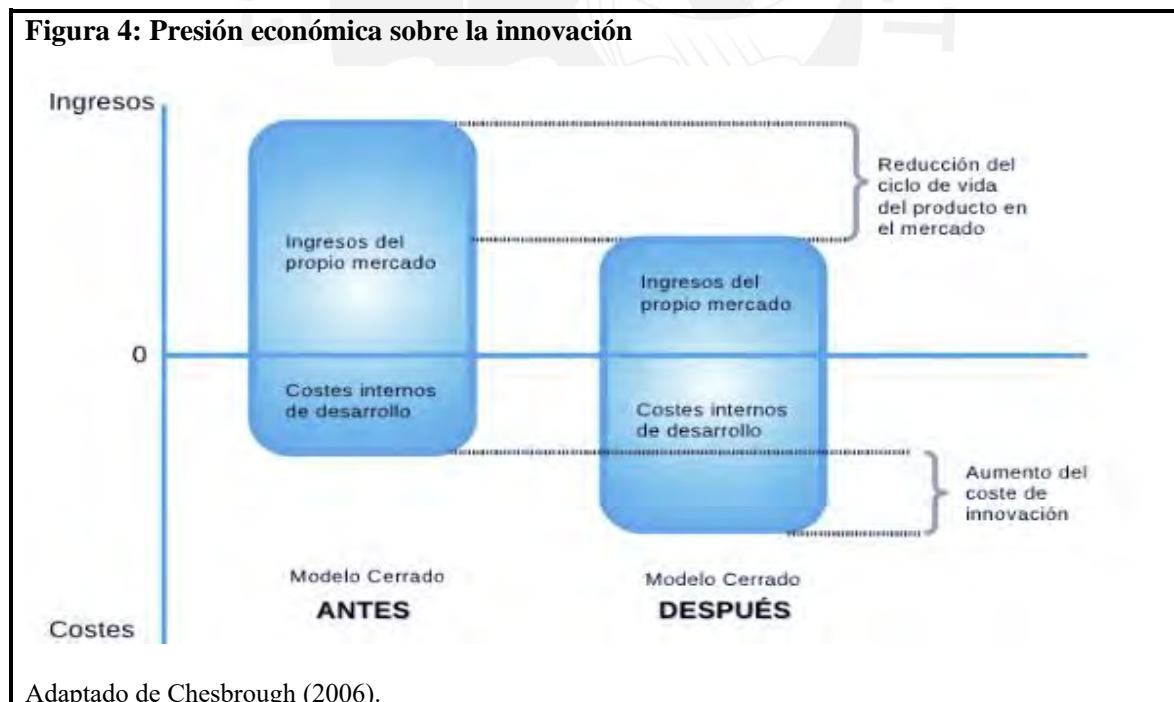 Figura 4: Presión económica sobre la innovación
Ingresos
Reducción del
ciclo de vida
del producto en
el mercado
Ingresos del
propio mercado
Ingresos del
propio mercado
0
Costes internos
de desarrollo
Costes internos
de desarrollo
Aumento del
coste de
innovación
Modelo Cerrado
ANTES
Modelo Cerrado
DESPUÉS
Costes
Adaptado de Chesbrough (2006).